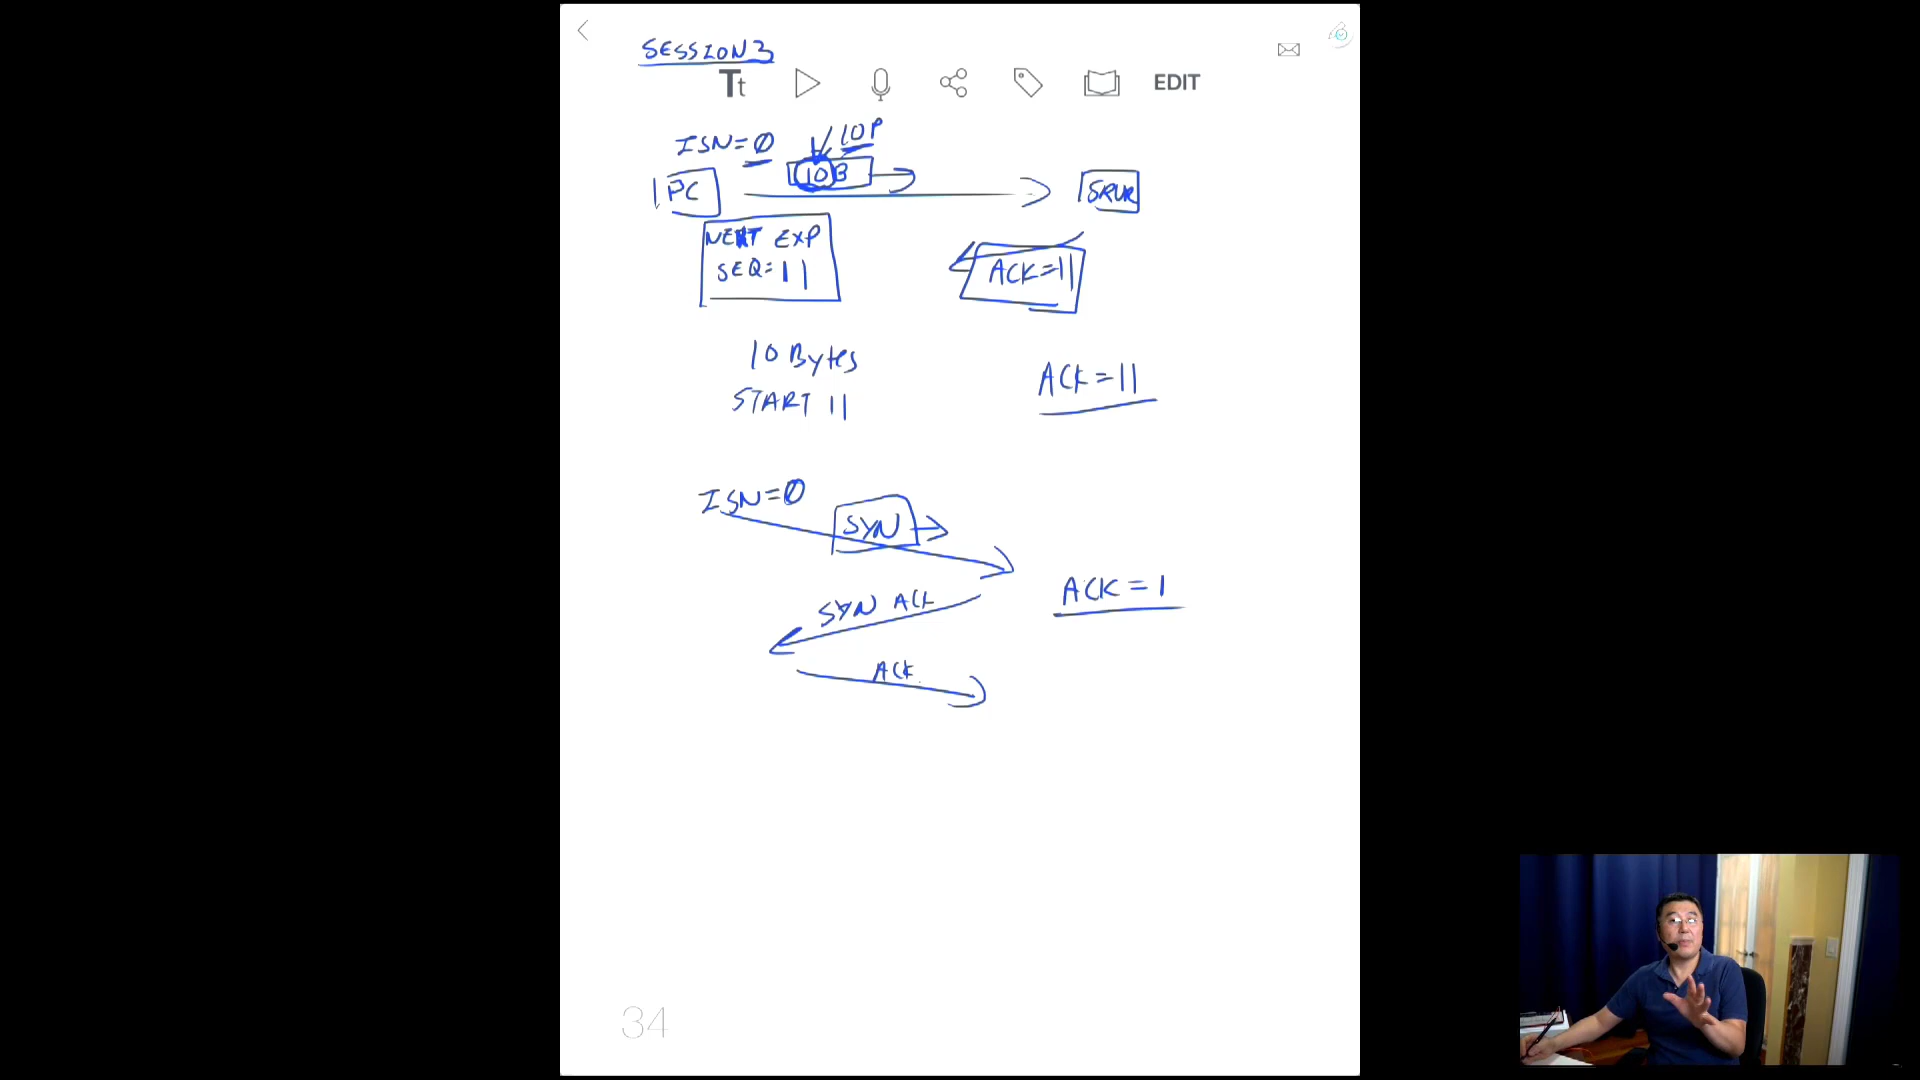 SESSION 3
Tt EDIT
ISN=0 10P
10B
PC SRVR
NEXT EXP
SEQ=11
ACK=11
10 Bytes
START 11
ACK=11
ISN=0
SYN
ACK=1
SYN ACK
ACK
34